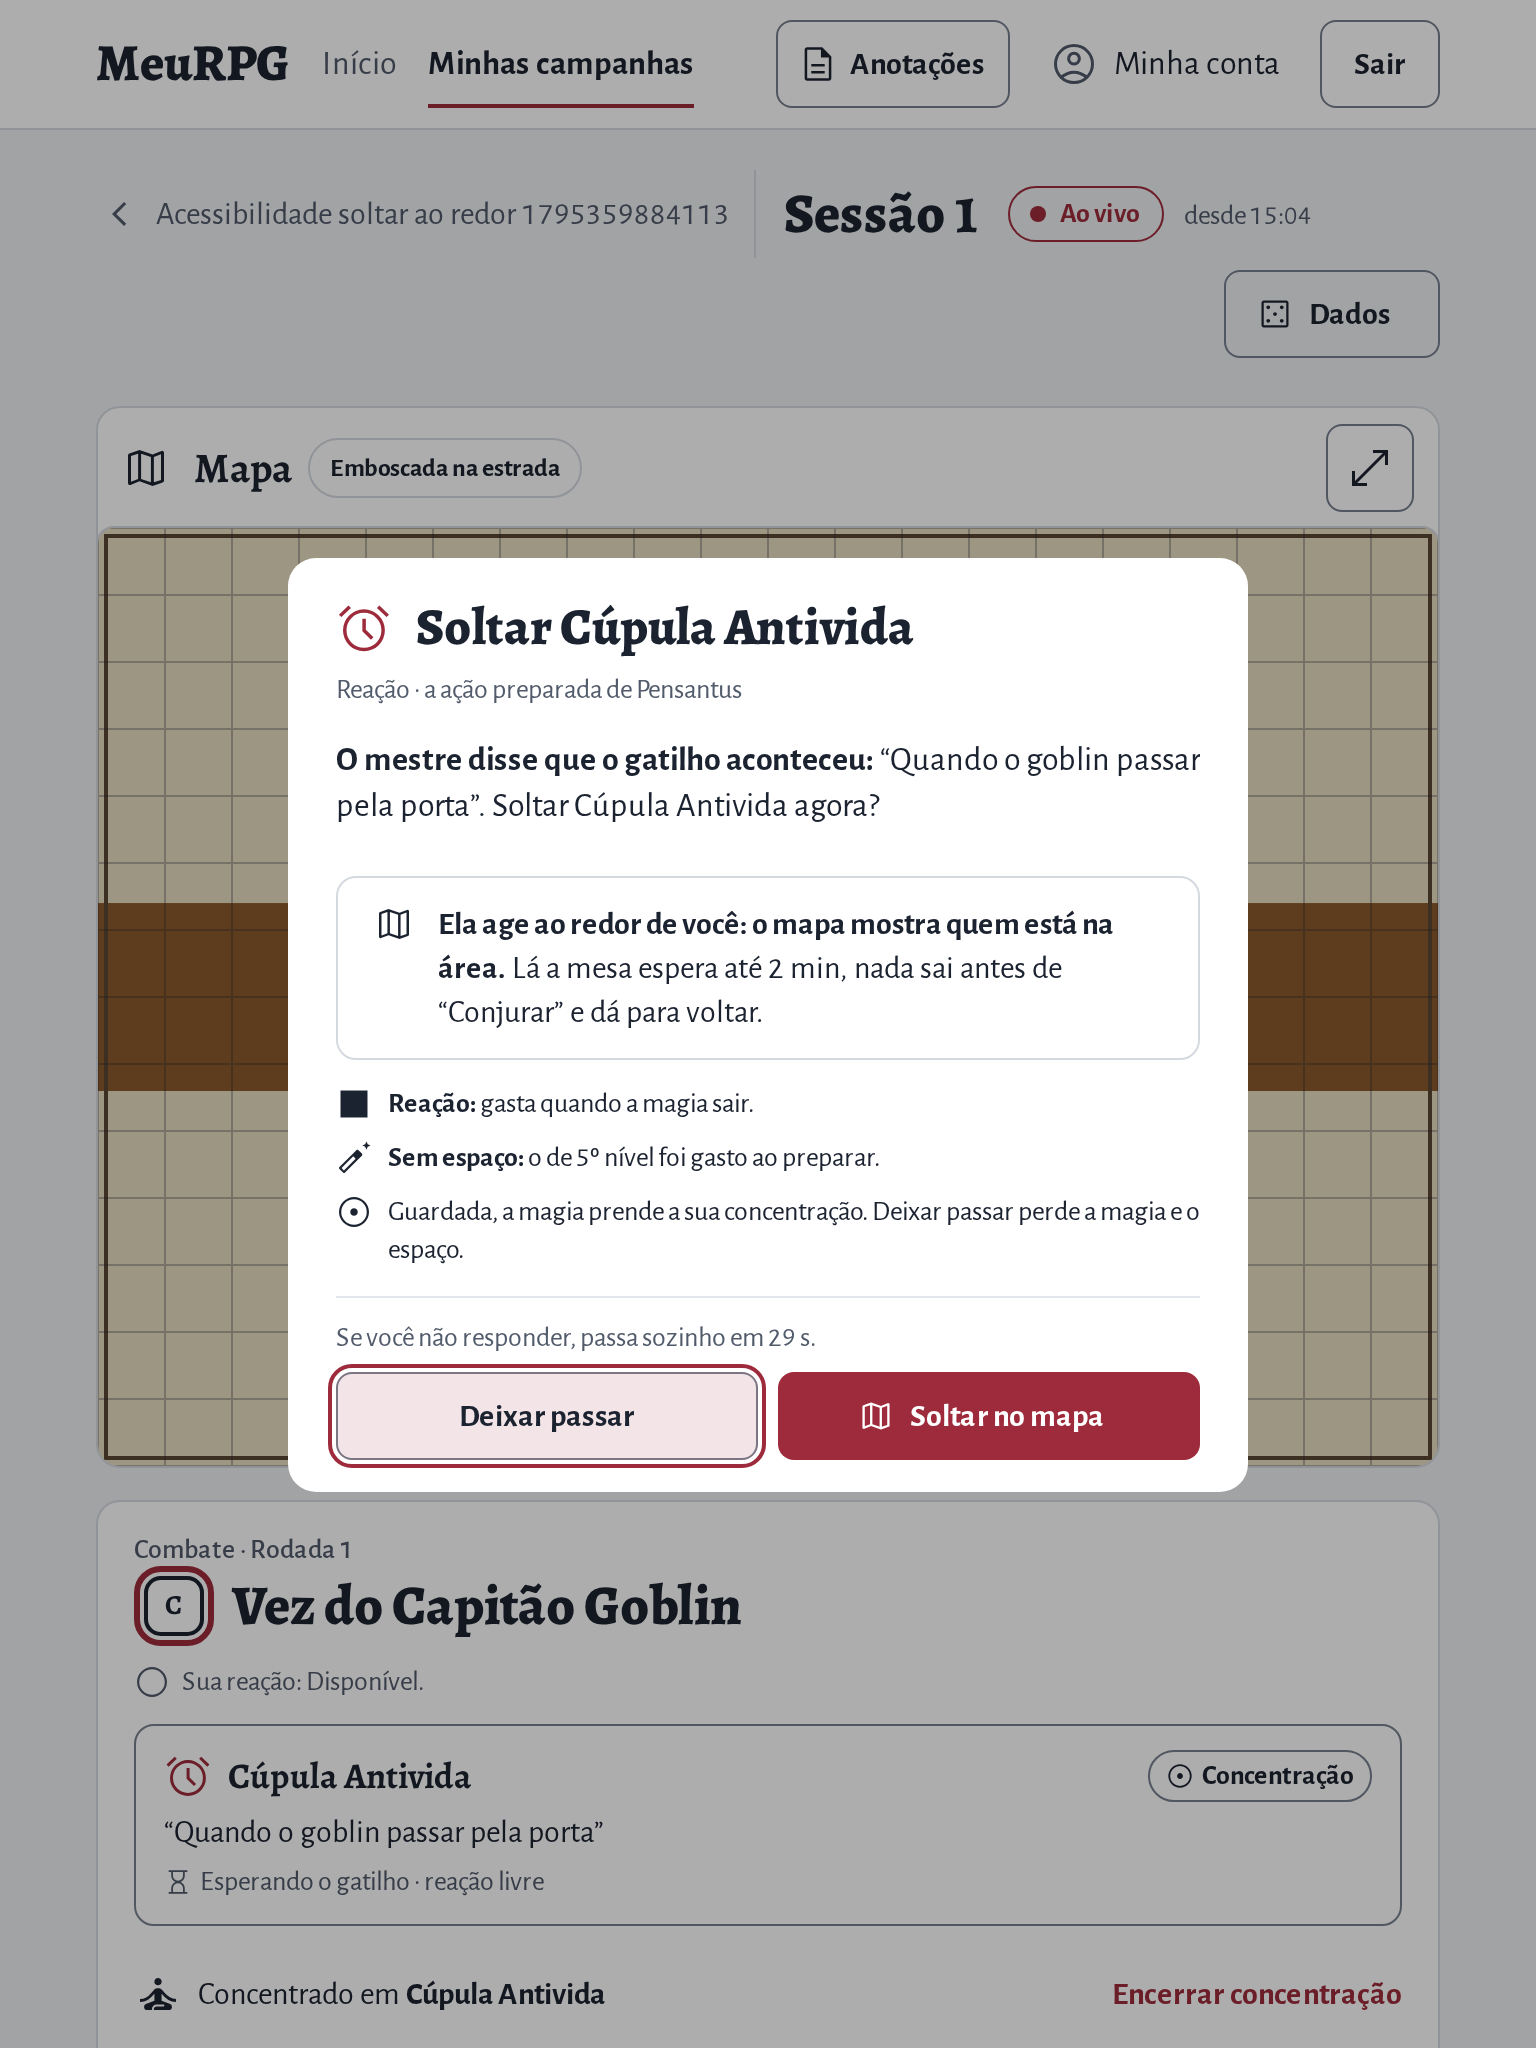 MeuRPG
Início
Minhas campanhas
Anotações
Minha conta
Sair
Acessibilidade soltar ao redor 1795359884113
Sessão 1
Ao vivo
desde 15:04
Dados
Mapa
Emboscada na estrada
Soltar Cúpula Antivida
Reação · a ação preparada de Pensantus
O mestre disse que o gatilho aconteceu: “Quando o goblin passar
pela porta”. Soltar Cúpula Antivida agora?
Ela age ao redor de você: o mapa mostra quem está na
área. Lá a mesa espera até 2 min, nada sai antes de
“Conjurar” e dá para voltar.
Reação: gasta quando a magia sair.
Sem espaço: o de 5º nível foi gasto ao preparar.
Guardada, a magia prende a sua concentração. Deixar passar perde a magia e o
espaço.
Se você não responder, passa sozinho em 29 s.
Deixar passar
Soltar no mapa
Combate · Rodada 1
C
Vez do Capitão Goblin
Sua reação: Disponível.
Cúpula Antivida
Concentração
“Quando o goblin passar pela porta”
Esperando o gatilho · reação livre
Concentrado em Cúpula Antivida
Encerrar concentração